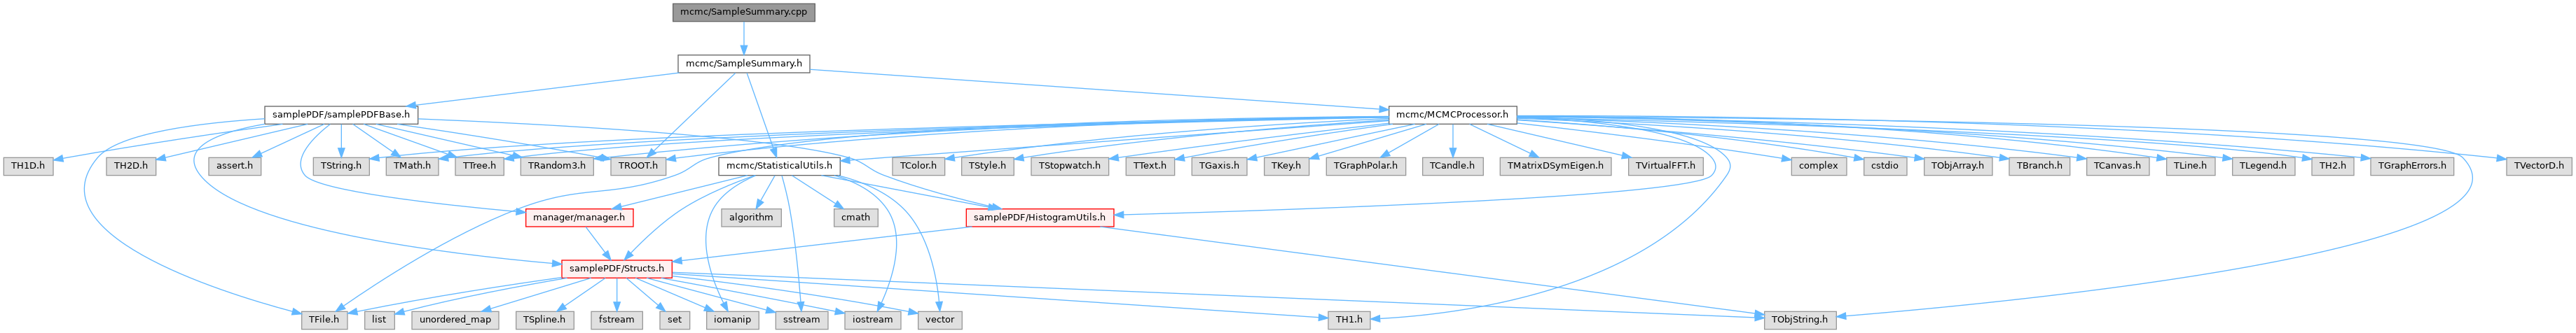 mcmc/SampleSummary.cpp
mcmc/SampleSummary.h
samplePDF/samplePDFBase.h
mcmc/MCMCProcessor.h
TH1D.h
TH2D.h
assert.h
TString.h
TMath.h
TTree.h
TRandom3.h
TROOT.h
mcmc/StatisticalUtils.h
TColor.h
TStyle.h
TStopwatch.h
TText.h
TGaxis.h
TKey.h
TGraphPolar.h
TCandle.h
TMatrixDSymEigen.h
TVirtualFFT.h
complex
cstdio
TObjArray.h
TBranch.h
TCanvas.h
TLine.h
TLegend.h
TH2.h
TGraphErrors.h
TVectorD.h
manager/manager.h
algorithm
cmath
samplePDF/HistogramUtils.h
samplePDF/Structs.h
TFile.h
list
unordered_map
TSpline.h
fstream
set
iomanip
sstream
iostream
vector
TH1.h
TObjString.h